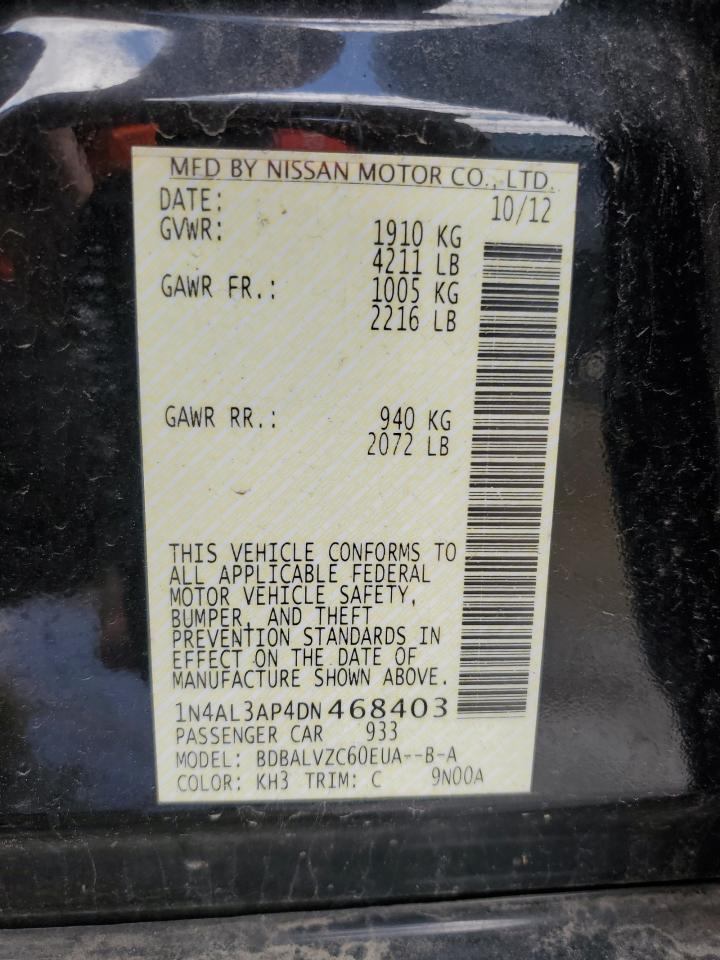 MFD BY NISSAN MOTOR CO., LTD.
DATE: 10/12
GVWR: 1910 KG
4211 LB
GAWR FR.: 1005 KG
2216 LB
GAWR RR.: 940 KG
2072 LB
THIS VEHICLE CONFORMS TO
ALL APPLICABLE FEDERAL
MOTOR VEHICLE SAFETY,
BUMPER, AND THEFT
PREVENTION STANDARDS IN
EFFECT ON THE DATE OF
MANUFACTURE SHOWN ABOVE.
1N4AL3AP4DN468403
PASSENGER CAR 933
MODEL: BDBALVZC60EUA--B-A
COLOR: KH3 TRIM: C 9N00A